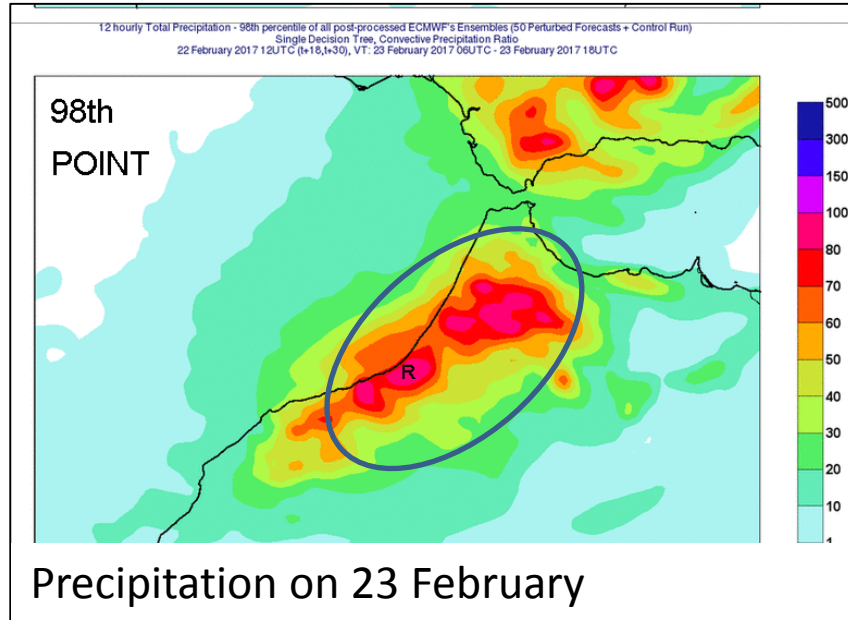 12 hourly Total Precipitation - 98th percentile of all post-processed ECMWF's Ensembles (50 Perturbed Forecasts + Control Run)
Single Decision Tree, Convective Precipitation Ratio
22 February 2017 12UTC (t+18,t+30), VT: 23 February 2017 06UTC - 23 February 2017 18UTC
98th
POINT
R
500
300
150
100
80
70
60
50
40
30
20
10
1
Precipitation on 23 February